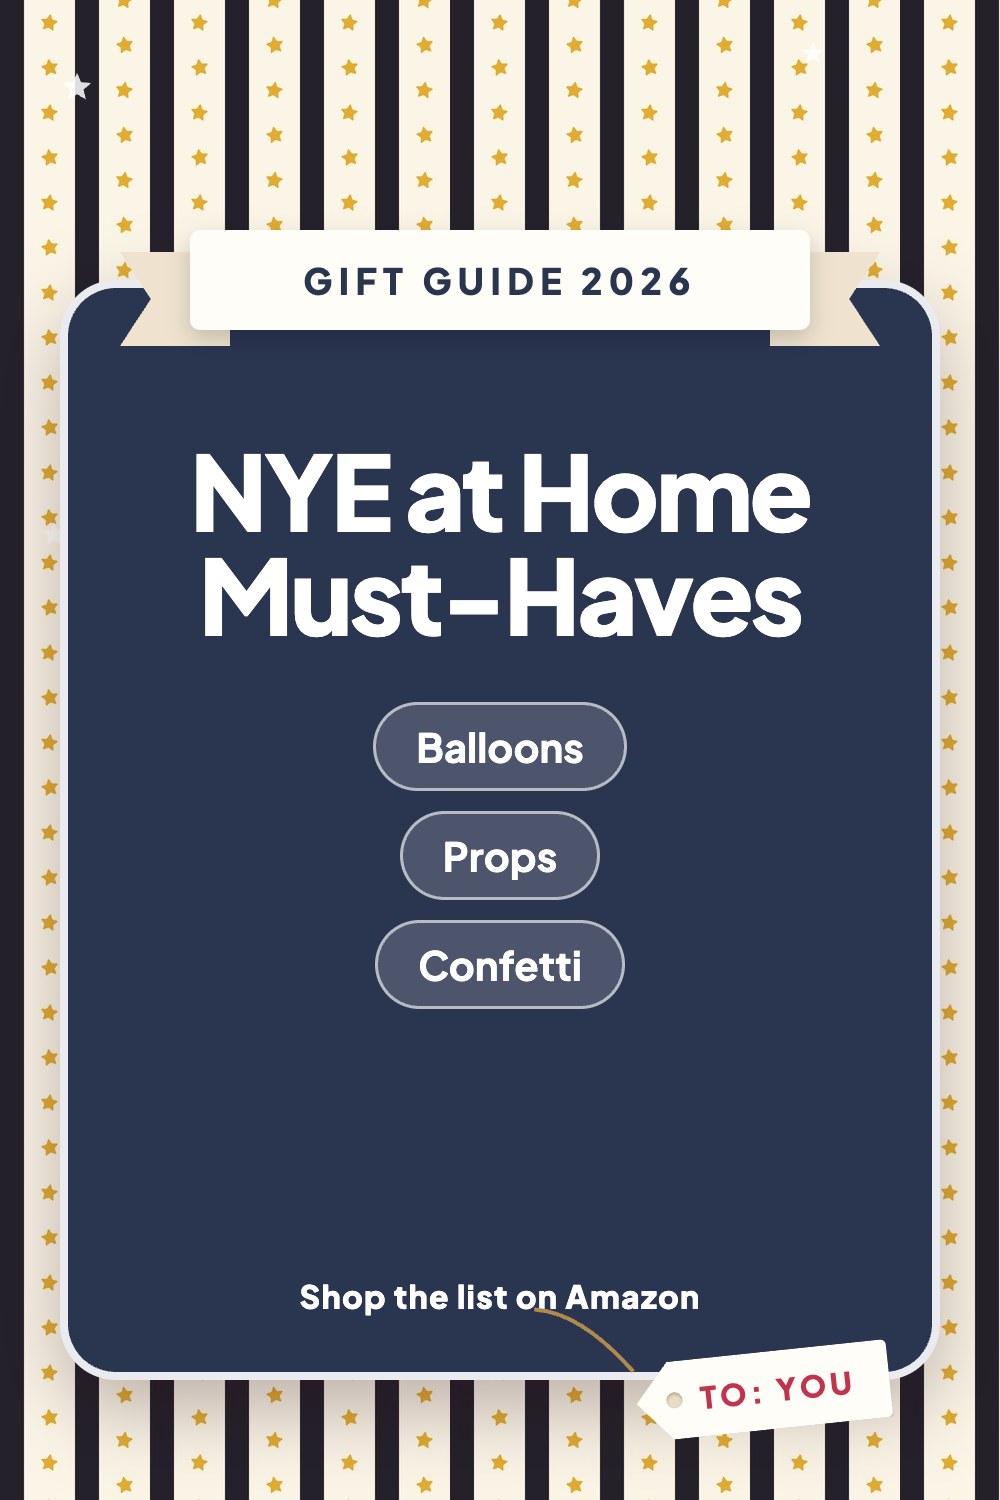 GIFT GUIDE 2026
NYE at Home
Must-Haves
Balloons
Props
Confetti
Shop the list on Amazon
TO: YOU